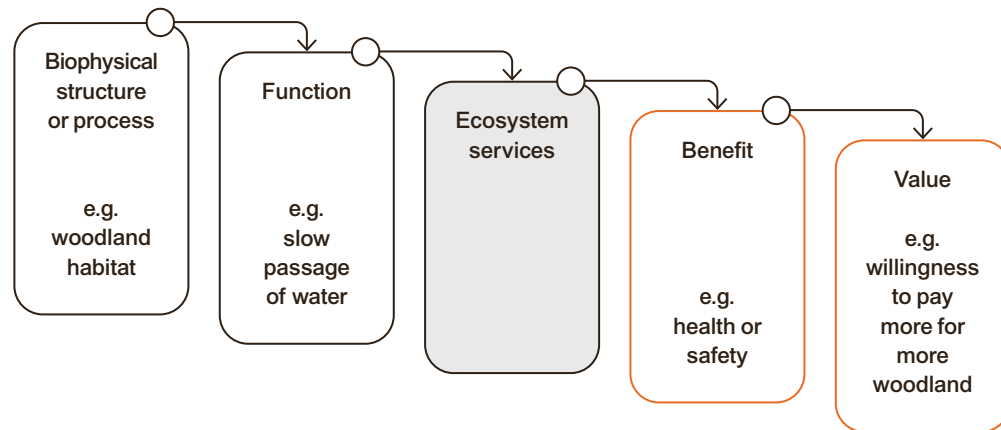 Biophysical
structure
or process
e.g.
woodland
habitat
Function
e.g.
slow
passage
of water
Ecosystem
services
Benefit
e.g.
health or
safety
Value
e.g.
willingness
to pay
more for
more
woodland